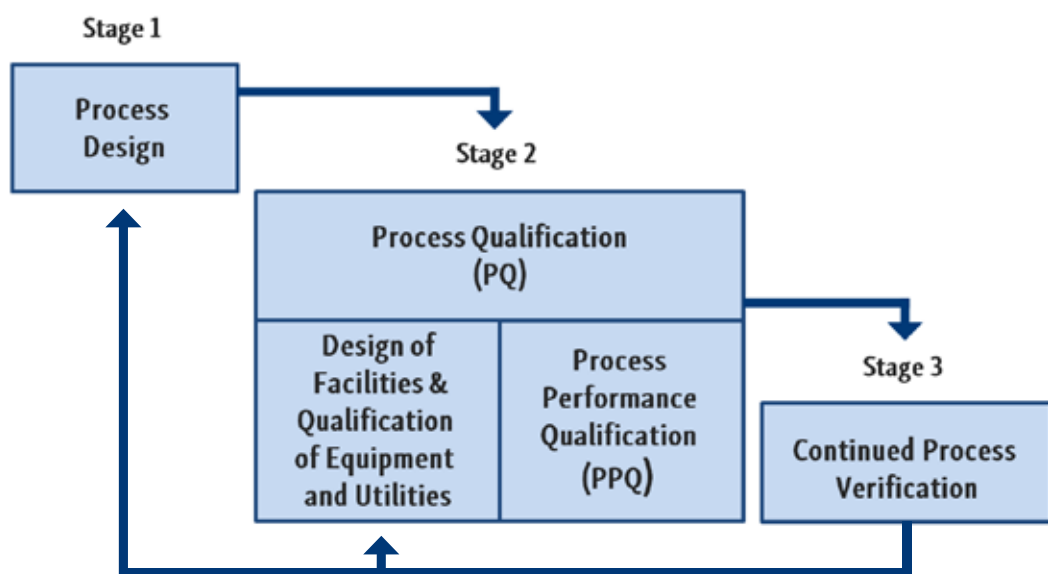 Stage 1
Process
Design
Stage 2
Process Qualification
(PQ)
Design of
Facilities &
Qualification
of Equipment
and Utilities
Process
Performance
Qualification
(PPQ)
Stage 3
Continued Process
Verification